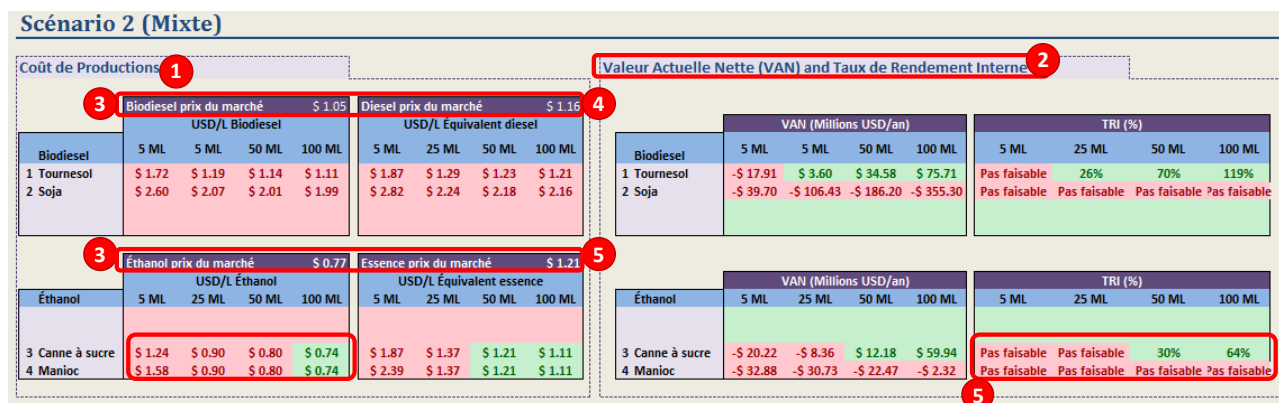 Scénario 2 (Mixte)
Coût de Productions 1
Valeur Actuelle Nette (VAN) and Taux de Rendement Interne 2
3 Biodiesel prix du marché $ 1.05 Diesel prix du marché $ 1.16 4
USD/L Biodiesel USD/L Équivalent diesel VAN (Millions USD/an) TRI (%)
Biodiesel 5 ML 5 ML 50 ML 100 ML 5 ML 25 ML 50 ML 100 ML Biodiesel 5 ML 5 ML 50 ML 100 ML 5 ML 25 ML 50 ML 100 ML
1 Tournesol $ 1.72 $ 1.19 $ 1.14 $ 1.11 $ 1.87 $ 1.29 $ 1.23 $ 1.21 1 Tournesol -$ 17.91 $ 3.60 $ 34.58 $ 75.71 Pas faisable 26% 70% 119%
2 Soja $ 2.60 $ 2.07 $ 2.01 $ 1.99 $ 2.82 $ 2.24 $ 2.18 $ 2.16 2 Soja -$ 39.70 -$ 106.43 -$ 186.20 -$ 355.30 Pas faisable Pas faisable Pas faisable Pas faisable
3 Éthanol prix du marché $ 0.77 Essence prix du marché $ 1.21 5
USD/L Éthanol USD/L Équivalent essence VAN (Millions USD/an) TRI (%)
Éthanol 5 ML 25 ML 50 ML 100 ML 5 ML 25 ML 50 ML 100 ML Éthanol 5 ML 25 ML 50 ML 100 ML 5 ML 25 ML 50 ML 100 ML
3 Canne à sucre $ 1.24 $ 0.90 $ 0.80 $ 0.74 $ 1.87 $ 1.37 $ 1.21 $ 1.11 3 Canne à sucre -$ 20.22 -$ 8.36 $ 12.18 $ 59.94 Pas faisable Pas faisable 30% 64%
4 Manioc $ 1.58 $ 0.90 $ 0.80 $ 0.74 $ 2.39 $ 1.37 $ 1.21 $ 1.11 4 Manioc -$ 32.88 -$ 30.73 -$ 22.47 -$ 2.32 Pas faisable Pas faisable Pas faisable Pas faisable
5